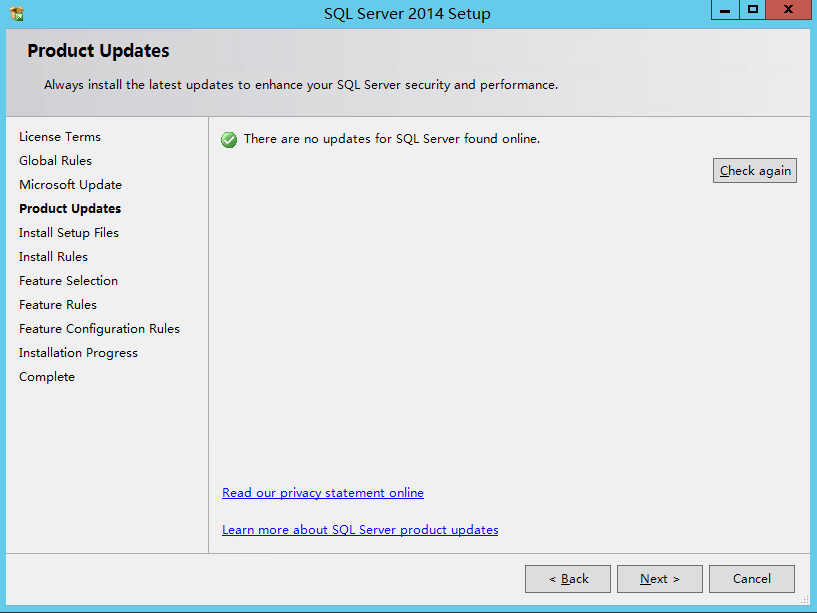 SQL Server 2014 Setup
Product Updates
Always install the latest updates to enhance your SQL Server security and performance.
License Terms
Global Rules
Microsoft Update
Product Updates
Install Setup Files
Install Rules
Feature Selection
Feature Rules
Feature Configuration Rules
Installation Progress
Complete
There are no updates for SQL Server found online.
Check again
Read our privacy statement online
Learn more about SQL Server product updates
< Back
Next >
Cancel